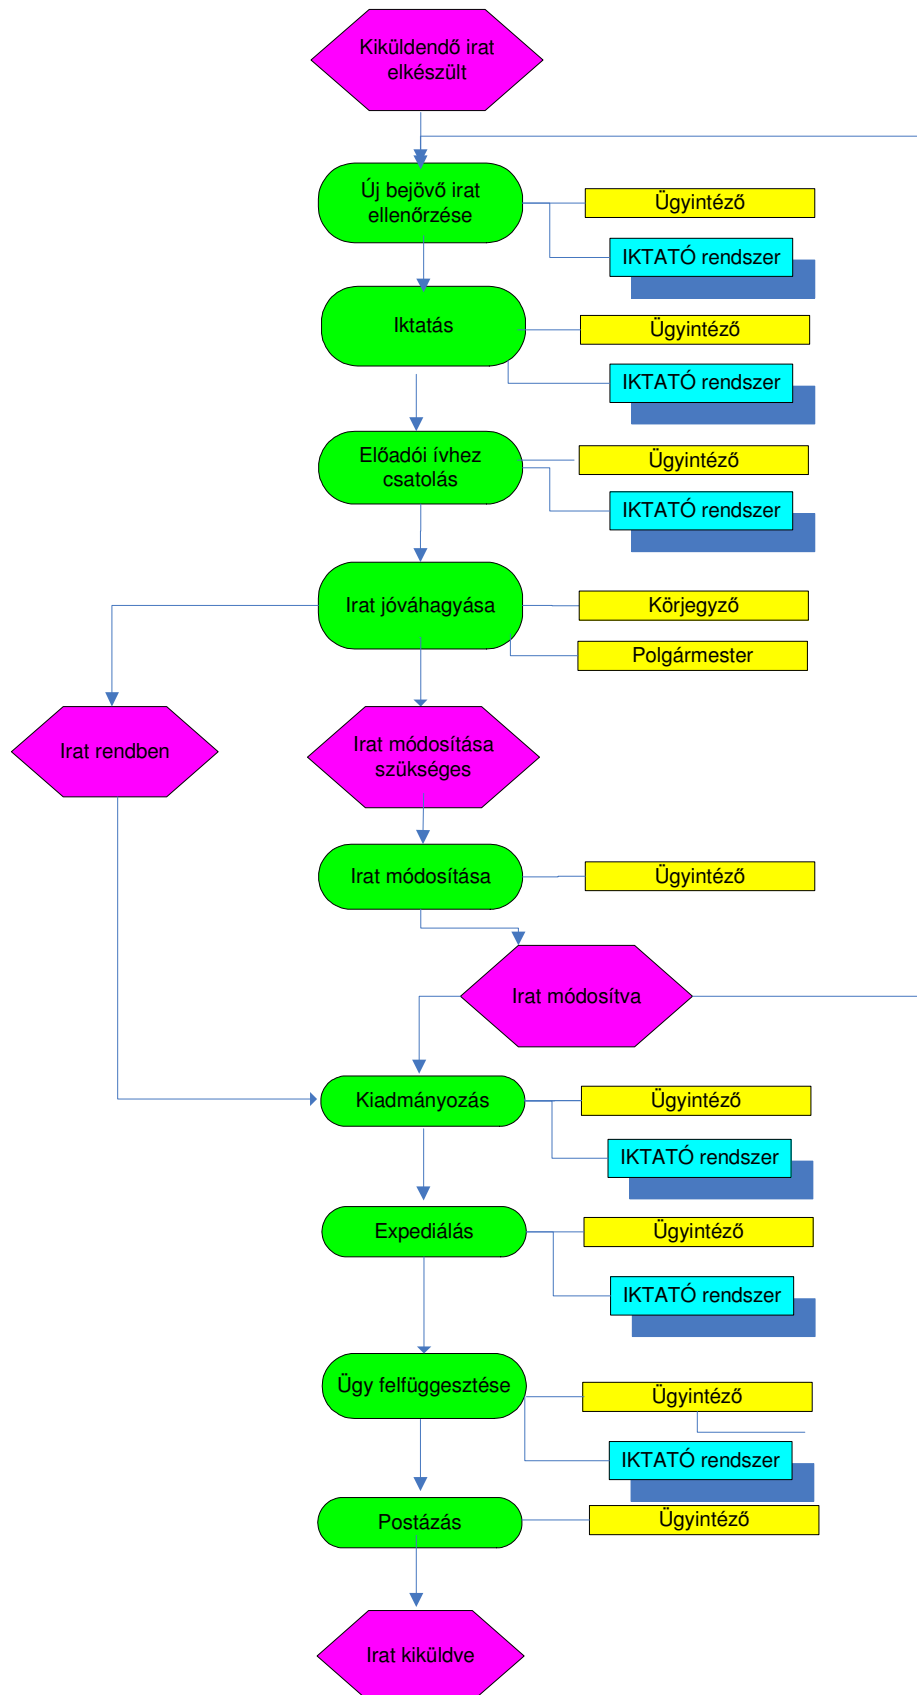 Kiküldendő irat
elkészült
Új bejövő irat
ellenőrzése
Ügyintéző
IKTATÓ rendszer
Iktatás
Ügyintéző
IKTATÓ rendszer
Előadói ívhez
csatolás
Ügyintéző
IKTATÓ rendszer
Irat jóváhagyása
Körjegyző
Polgármester
Irat rendben
Irat módosítása
szükséges
Irat módosítása
Ügyintéző
Irat módosítva
Kiadmányozás
Ügyintéző
IKTATÓ rendszer
Expediálás
Ügyintéző
IKTATÓ rendszer
Ügy felfüggesztése
Ügyintéző
IKTATÓ rendszer
Postázás
Ügyintéző
Irat kiküldve